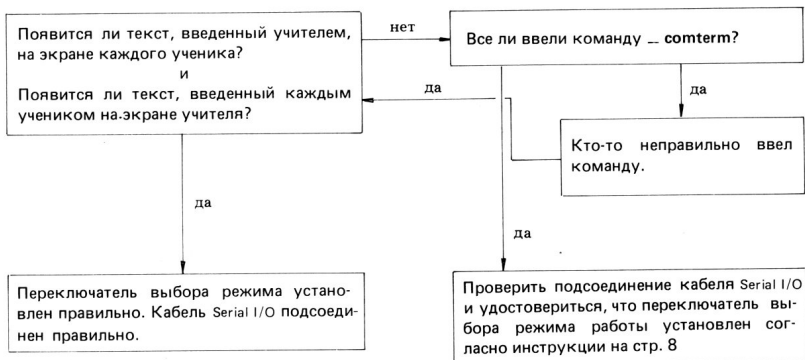 Появится ли текст, введенный учителем,
на экране каждого ученика?
и
Появится ли текст, введенный каждым
учеником на экране учителя?
нет
Все ли ввели команду _ comterm?
да
да
Кто-то неправильно ввел
команду.
да
да
Переключатель выбора режима уста-
новлен правильно. Кабель Serial I/O подсоеди-
нен правильно.
Проверить подсоединение кабеля Serial I/O
и удостовериться, что переключатель вы-
бора режима работы установлен сог-
ласно инструкции на стр. 8